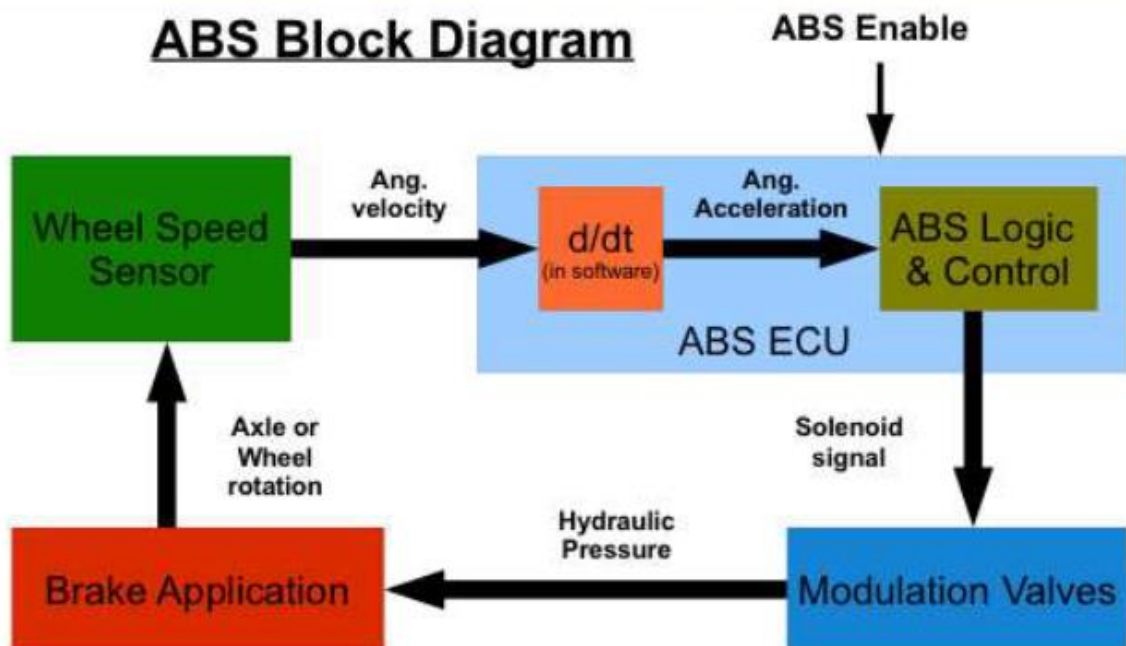 ABS Block Diagram
ABS Enable
Wheel Speed
Sensor
Ang.
velocity
d/dt
(in software)
Ang.
Acceleration
ABS Logic
& Control
ABS ECU
Axle or
Wheel
rotation
Solenoid
signal
Brake Application
Hydraulic
Pressure
Modulation Valves